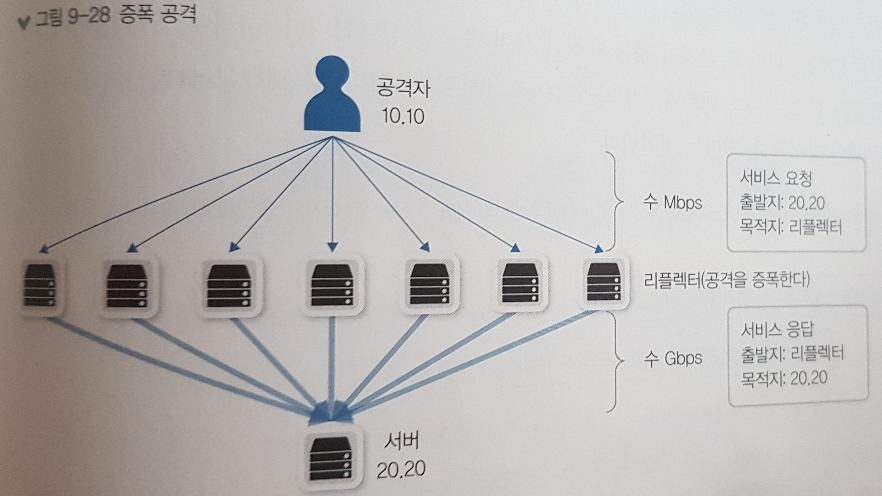 그림 9-28 증폭 공격
공격자
10.10
수 Mbps
서비스 요청
출발지: 20.20
목적지: 리플렉터
리플렉터(공격을 증폭한다)
수 Gbps
서비스 응답
출발지: 리플렉터
목적지: 20.20
서버
20.20